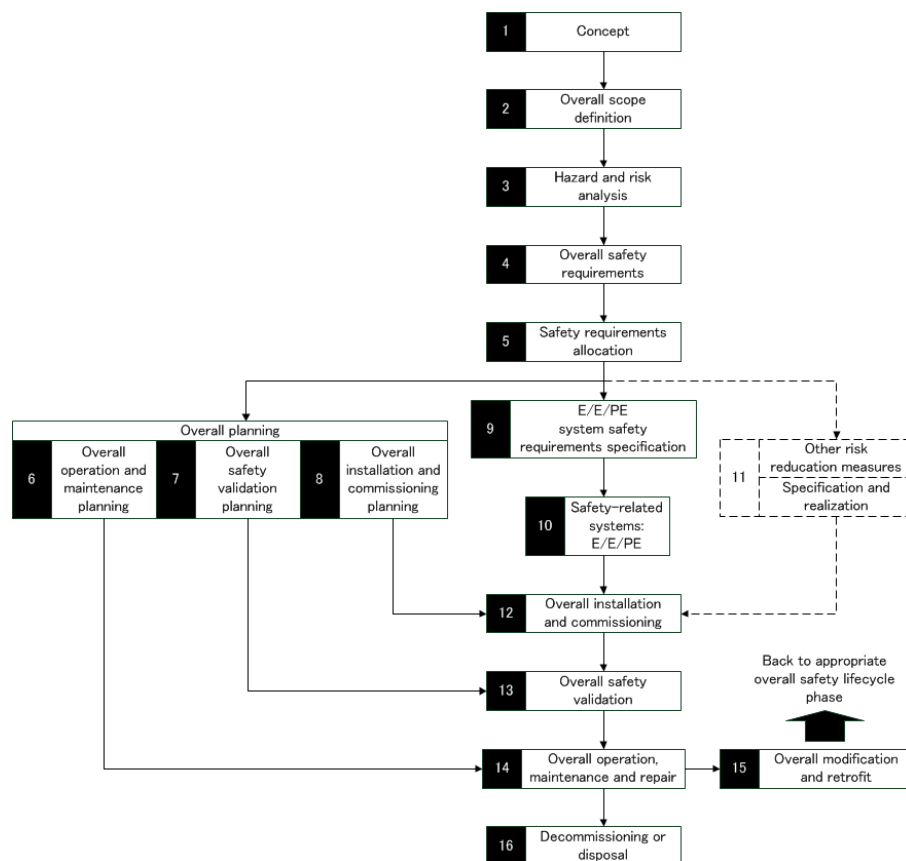 1
Concept
2
Overall scope
definition
3
Hazard and risk
analysis
4
Overall safety
requirements
5
Safety requirements
allocation
Overall planning
6
Overall
operation and
maintenance
planning
7
Overall
safety
validation
planning
8
Overall
installation and
commissioning
planning
9
E/E/PE
system safety
requirements specification
10
Safety-related
systems:
E/E/PE
11
Other risk
reducation measures
Specification and
realization
12
Overall installation
and commissioning
13
Overall safety
validation
Back to appropriate
overall safety lifecycle
phase
14
Overall operation,
maintenance and repair
15
Overall modification
and retrofit
16
Decommissioning or
disposal